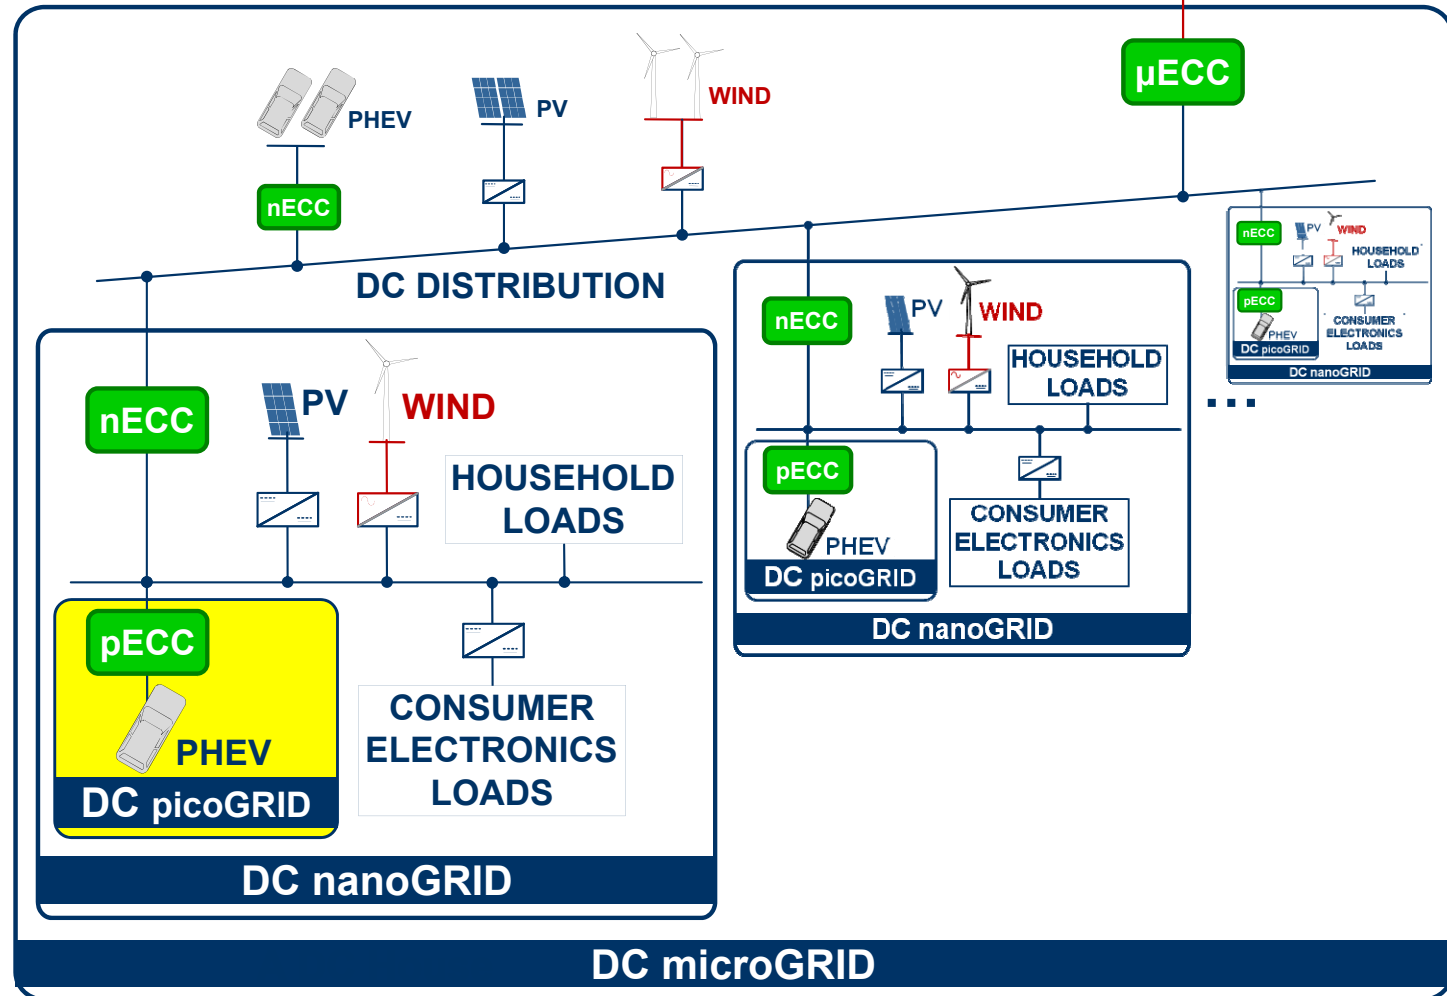 µECC
PHEV
PV
WIND
nECC
DC DISTRIBUTION
nECC
PV
WIND
HOUSEHOLD
LOADS
pECC
PHEV
DC picoGRID
CONSUMER
ELECTRONICS
LOADS
DC nanoGRID
nECC
PV
WIND
HOUSEHOLD
LOADS
pECC
PHEV
DC picoGRID
CONSUMER
ELECTRONICS
LOADS
DC nanoGRID
nECC
PV
WIND
HOUSEHOLD
LOADS
pECC
PHEV
DC picoGRID
CONSUMER
ELECTRONICS
LOADS
DC nanoGRID
...
DC microGRID